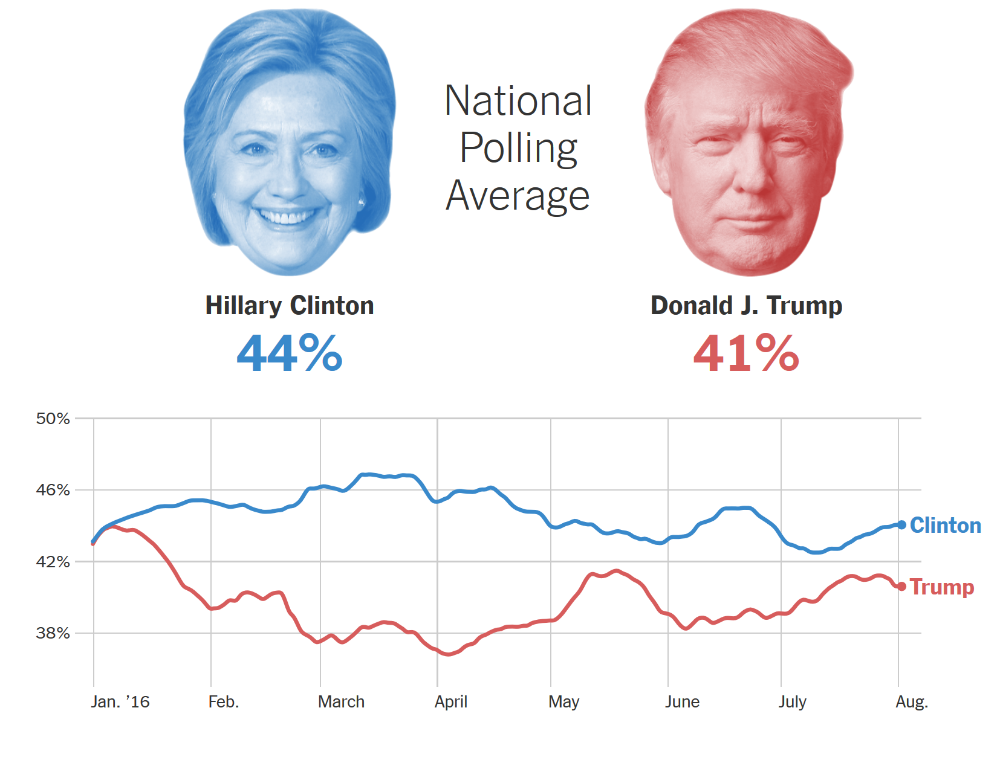 National
Polling
Average
Hillary Clinton
Donald J. Trump
44%
41%
50%
46%
42%
38%
Clinton
Trump
Jan. ’16
Feb.
March
April
May
June
July
Aug.